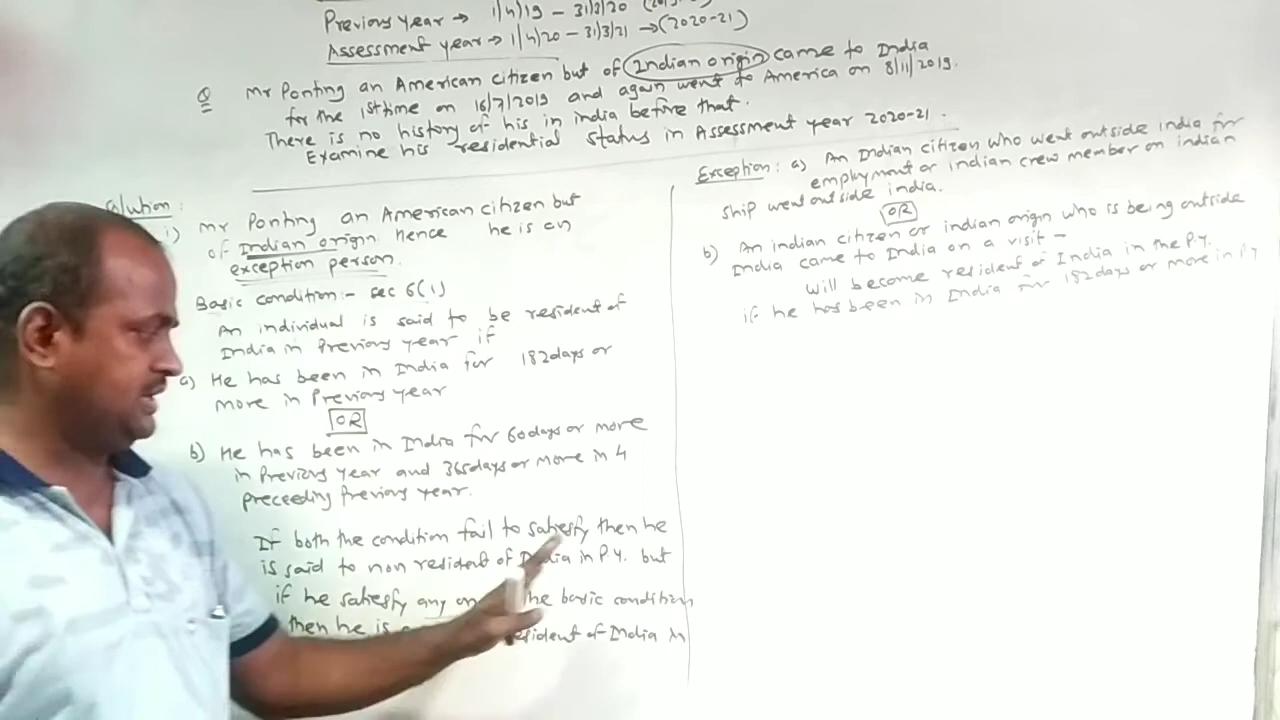 Previous year → 1/4/19 – 31/3/20
Assessment year → 1/4/20 – 31/3/21 → (2020-21)
Q Mr Ponting an American citizen but of Indian origin came to India
for the 1st time on 16/7/2019 and again went to America on 8/11/2019.
There is no history of his in india before that.
Examine his residential status in Assessment year 2020-21.
Solution:
i) Mr Ponting an American citizen but
of Indian origin hence he is an
exception person.
Basic condition:- sec 6(1)
An individual is said to be resident of
India in Previous year if
a) He has been in India for 182days or
more in Previous year
OR
b) He has been in India for 60days or more
in Previous year and 365days or more in 4
preceeding Previous year.
If both the condition fail to satesfy then he
is said to non resident of India in P.Y. but
if he satesfy any the basic condition
then he is resident of India in
Exception: a) An Indian citizen who went outside india for
employment or indian crew member on indian
ship went outside india.
OR
b) An indian citizen or indian origin who is being outside
India came to India on a visit –
will become resident of India in the P.Y.
if he has been in India for 182days or more in P.Y